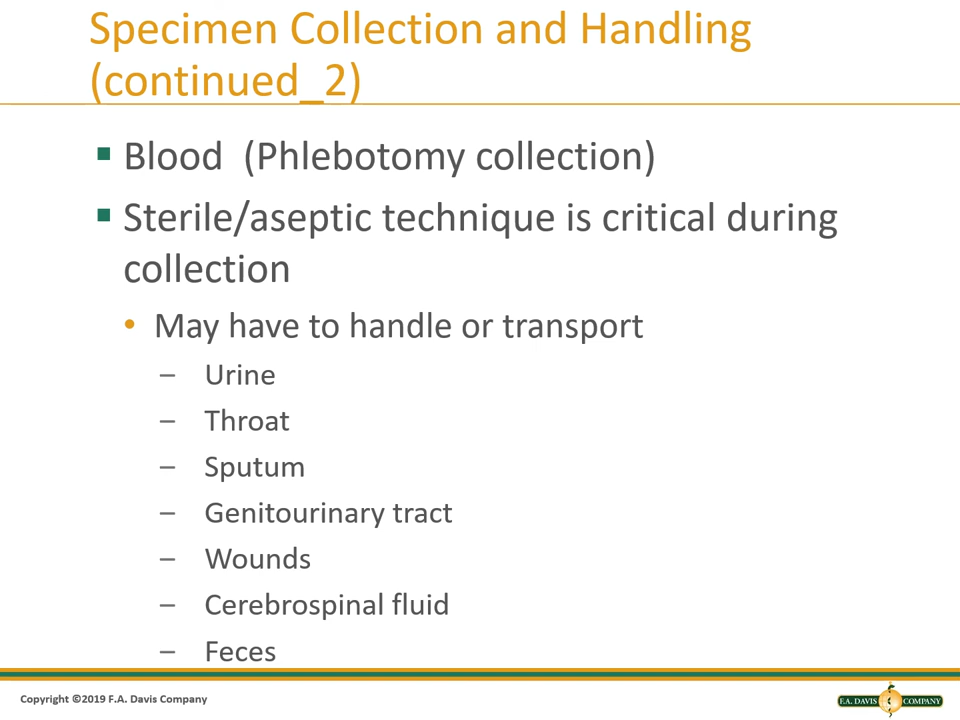 Specimen Collection and Handling
(continued_2)
▪ Blood  (Phlebotomy collection)
▪ Sterile/aseptic technique is critical during
collection
• May have to handle or transport
– Urine
– Throat
– Sputum
– Genitourinary tract
– Wounds
– Cerebrospinal fluid
– Feces
Copyright ©2019 F.A. Davis Company
F.A. DAVIS COMPANY